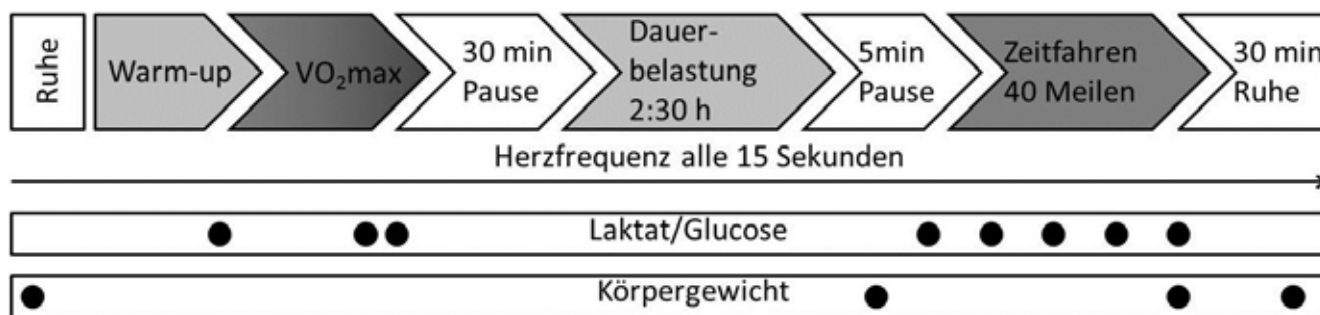 Ruhe
Warm-up
VO₂max
30 min
Pause
Dauer-
belastung
2:30 h
5min
Pause
Zeitfahren
40 Meilen
30 min
Ruhe
Herzfrequenz alle 15 Sekunden
Laktat/Glucose
Körpergewicht